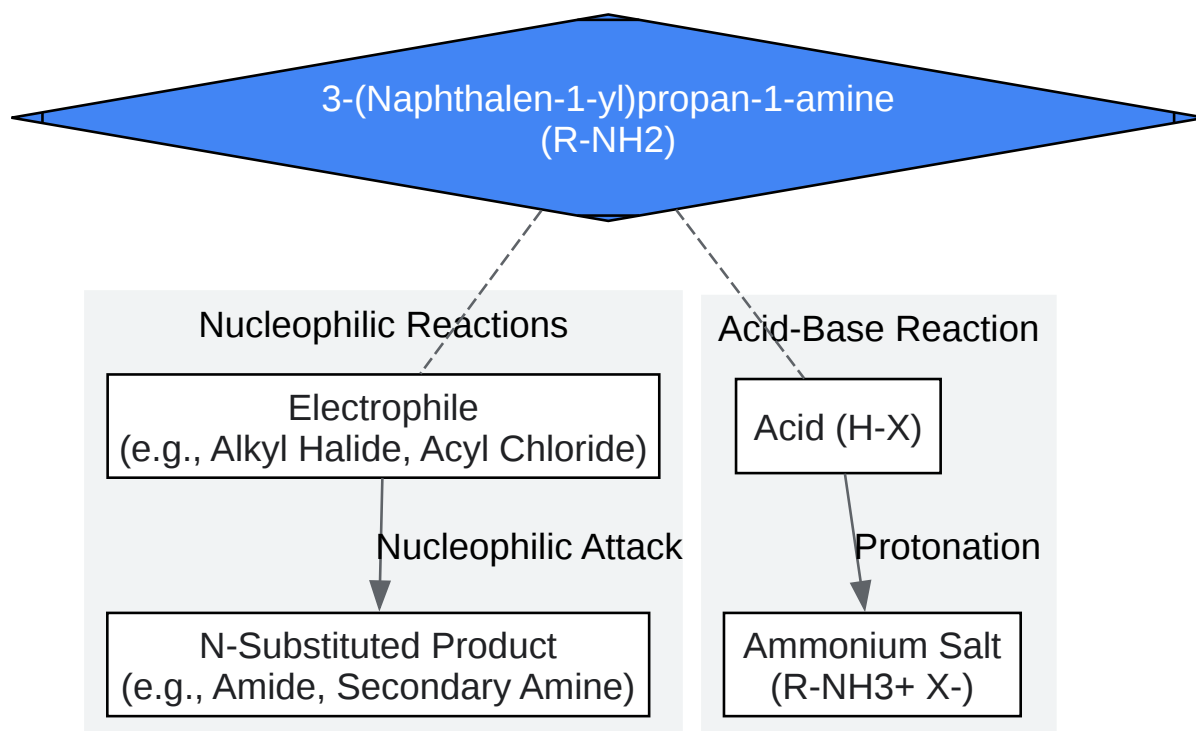 3-(Naphthalen-1-yl)propan-1-amine
(R-NH2)
Nucleophilic Reactions
Electrophile
(e.g., Alkyl Halide, Acyl Chloride)
Nucleophilic Attack
N-Substituted Product
(e.g., Amide, Secondary Amine)
Acid-Base Reaction
Acid (H-X)
Protonation
Ammonium Salt
(R-NH3+ X-)